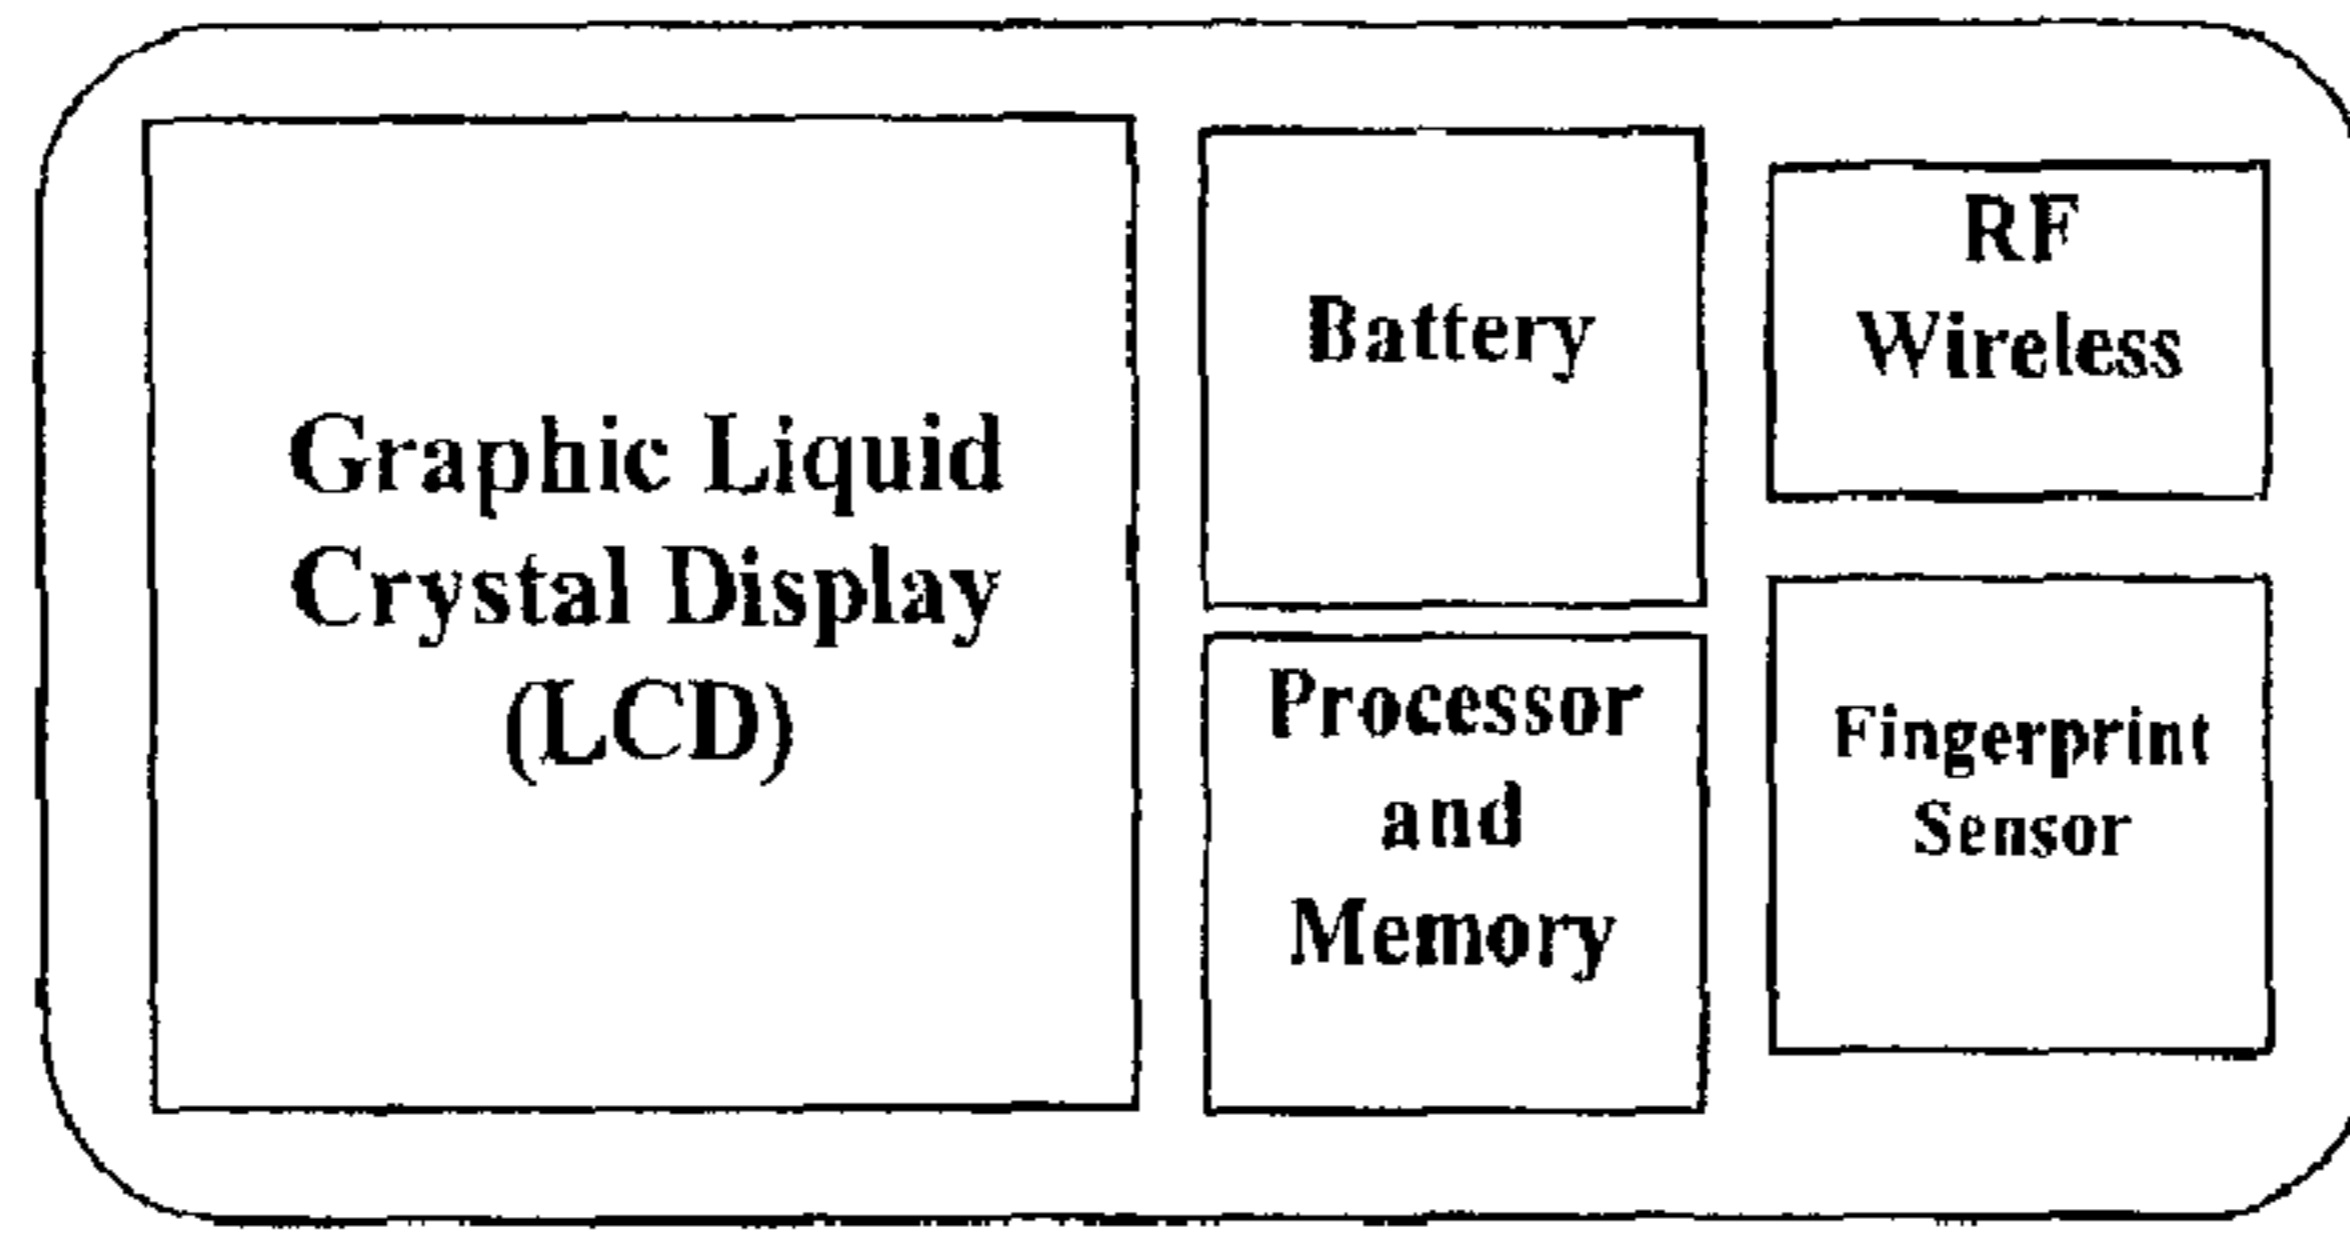 Graphic Liquid
Crystal Display
(LCD)
Battery
Processor
and
Memory
RF
Wireless
Fingerprint
Sensor